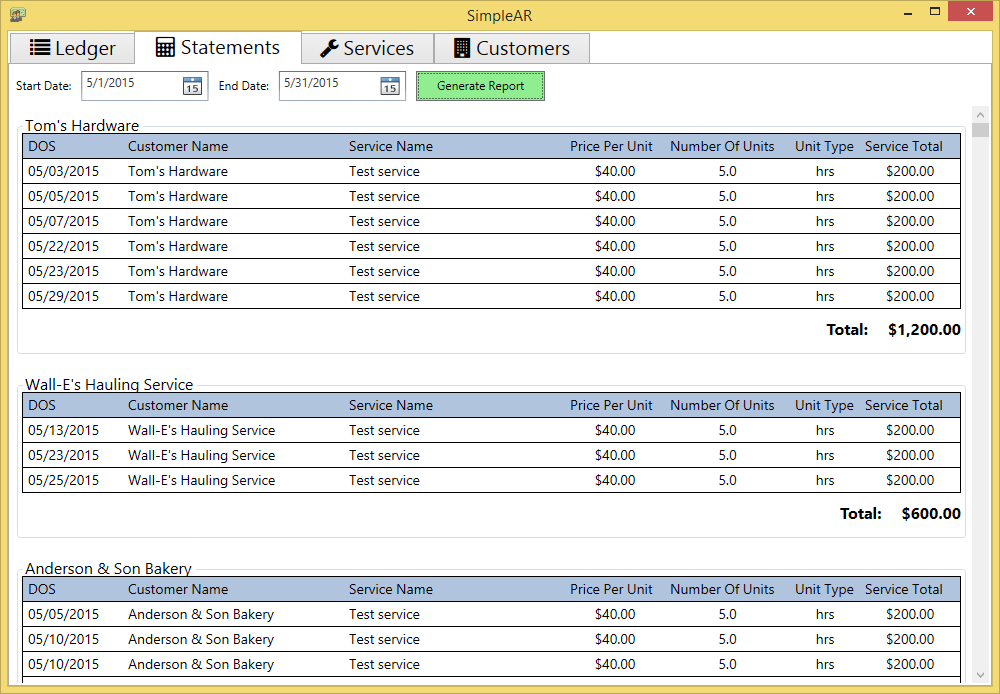 SimpleAR
Ledger Statements Services Customers
Start Date: 5/1/2015 15 End Date: 5/31/2015 15 Generate Report
Tom's Hardware
DOS Customer Name Service Name Price Per Unit Number Of Units Unit Type Service Total
05/03/2015 Tom's Hardware Test service $40.00 5.0 hrs $200.00
05/05/2015 Tom's Hardware Test service $40.00 5.0 hrs $200.00
05/07/2015 Tom's Hardware Test service $40.00 5.0 hrs $200.00
05/22/2015 Tom's Hardware Test service $40.00 5.0 hrs $200.00
05/23/2015 Tom's Hardware Test service $40.00 5.0 hrs $200.00
05/29/2015 Tom's Hardware Test service $40.00 5.0 hrs $200.00
Total: $1,200.00
Wall-E's Hauling Service
DOS Customer Name Service Name Price Per Unit Number Of Units Unit Type Service Total
05/13/2015 Wall-E's Hauling Service Test service $40.00 5.0 hrs $200.00
05/23/2015 Wall-E's Hauling Service Test service $40.00 5.0 hrs $200.00
05/25/2015 Wall-E's Hauling Service Test service $40.00 5.0 hrs $200.00
Total: $600.00
Anderson & Son Bakery
DOS Customer Name Service Name Price Per Unit Number Of Units Unit Type Service Total
05/05/2015 Anderson & Son Bakery Test service $40.00 5.0 hrs $200.00
05/10/2015 Anderson & Son Bakery Test service $40.00 5.0 hrs $200.00
05/10/2015 Anderson & Son Bakery Test service $40.00 5.0 hrs $200.00